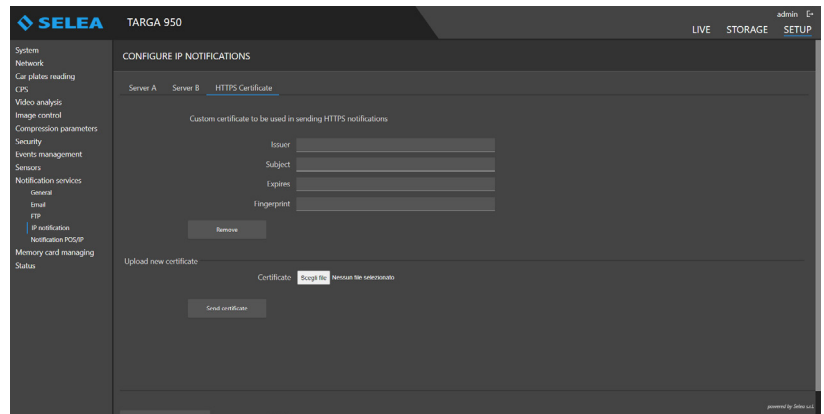 SELEA
TARGA 950
admin
LIVE STORAGE SETUP
System
Network
Car plates reading
CPS
Video analysis
Image control
Compression parameters
Security
Events management
Sensors
Notification services
General
Email
FTP
IP notification
Notification POS/IP
Memory card managing
Status
CONFIGURE IP NOTIFICATIONS
Server A Server B HTTPS Certificate
Custom certificate to be used in sending HTTPS notifications
Issuer
Subject
Expires
Fingerprint
Remove
Upload new certificate
Certificate Scegli file Nessun file selezionato
Send certificate
powered by Selea s.r.l.